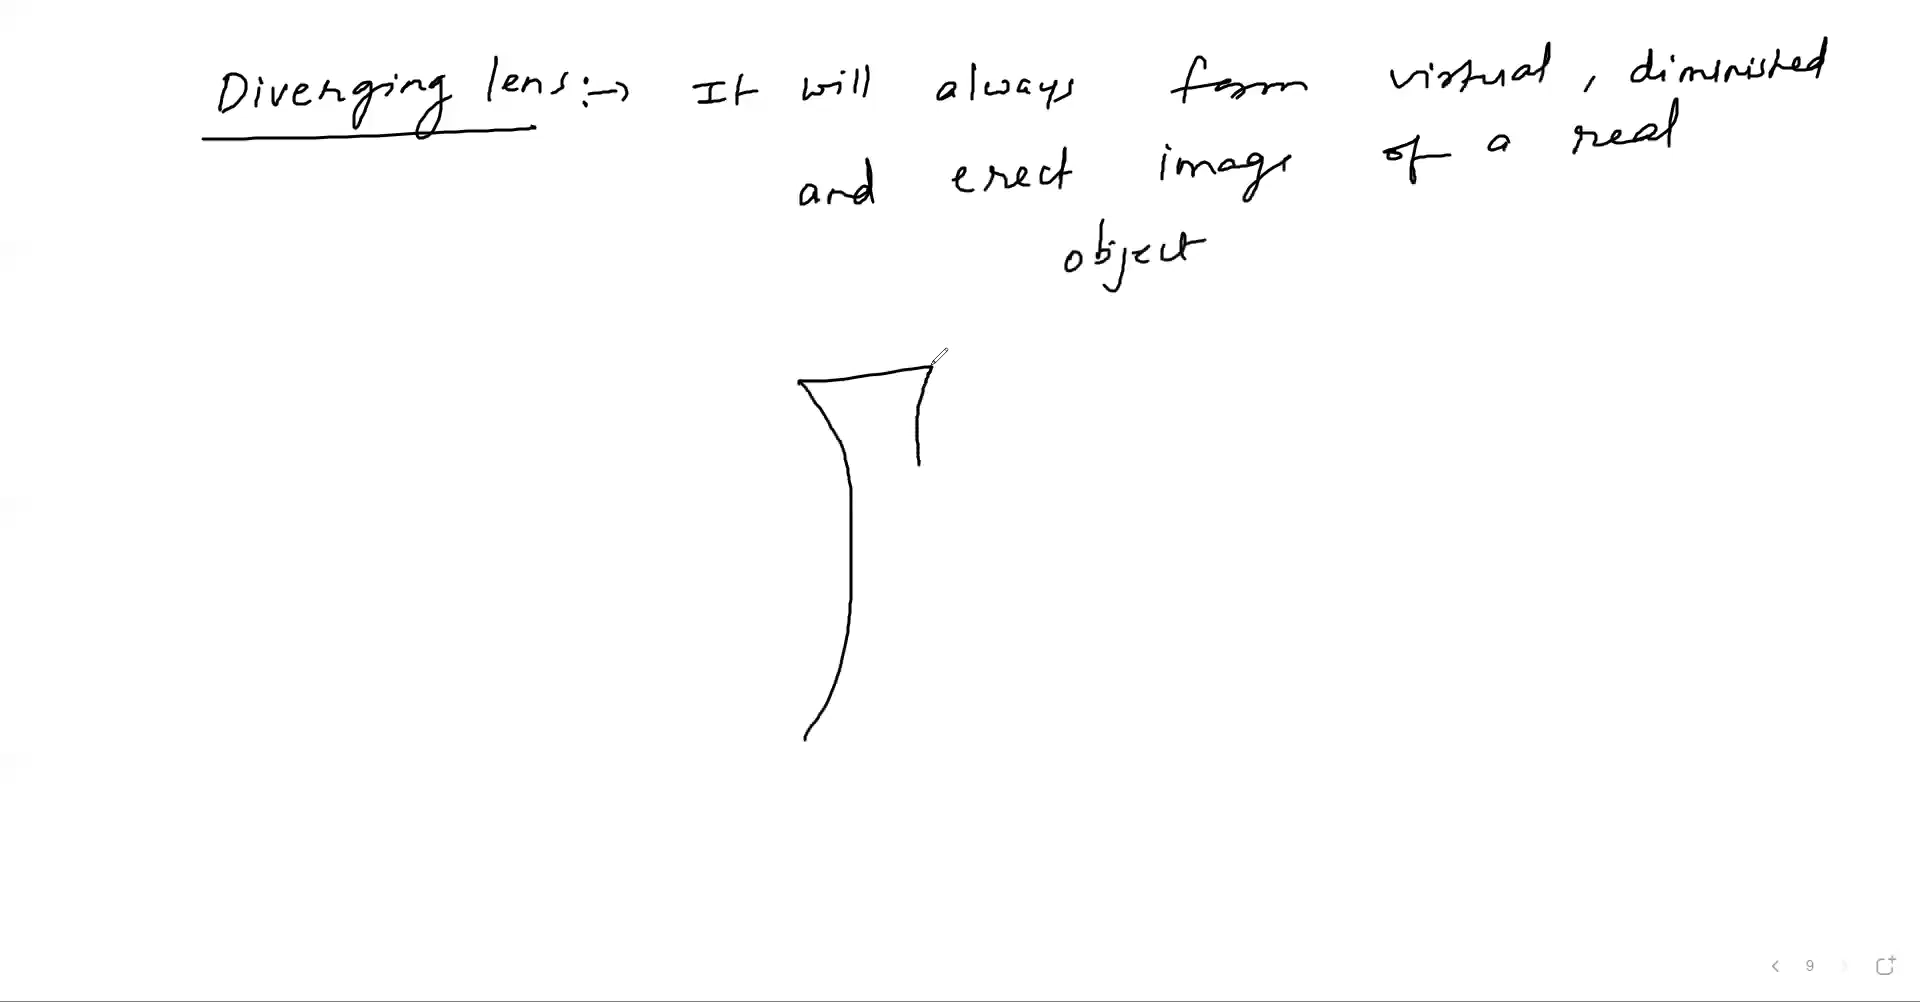 Diverging lens :→ It will always form virtual, diminished
and erect image of a real
object
9